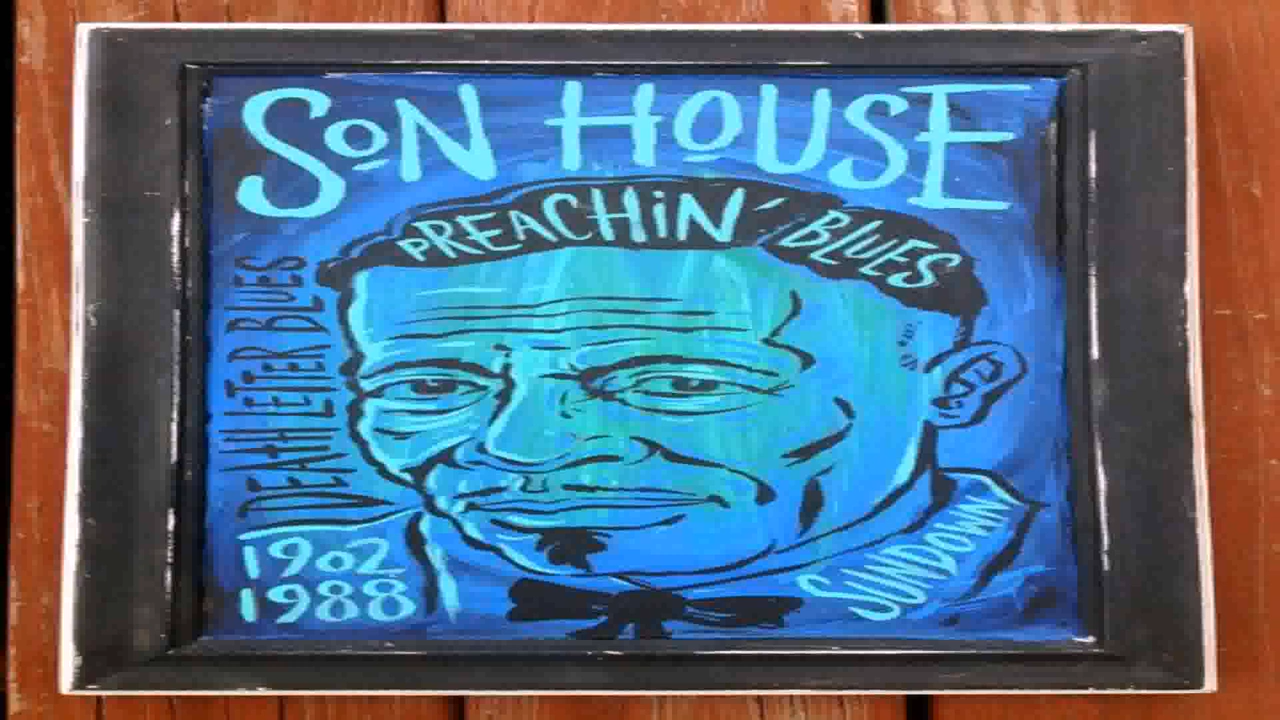 SoN HoUSE
PREACHiN' BLUES
DEATH LETTER BLUES
1902
1988
SUNDOWN